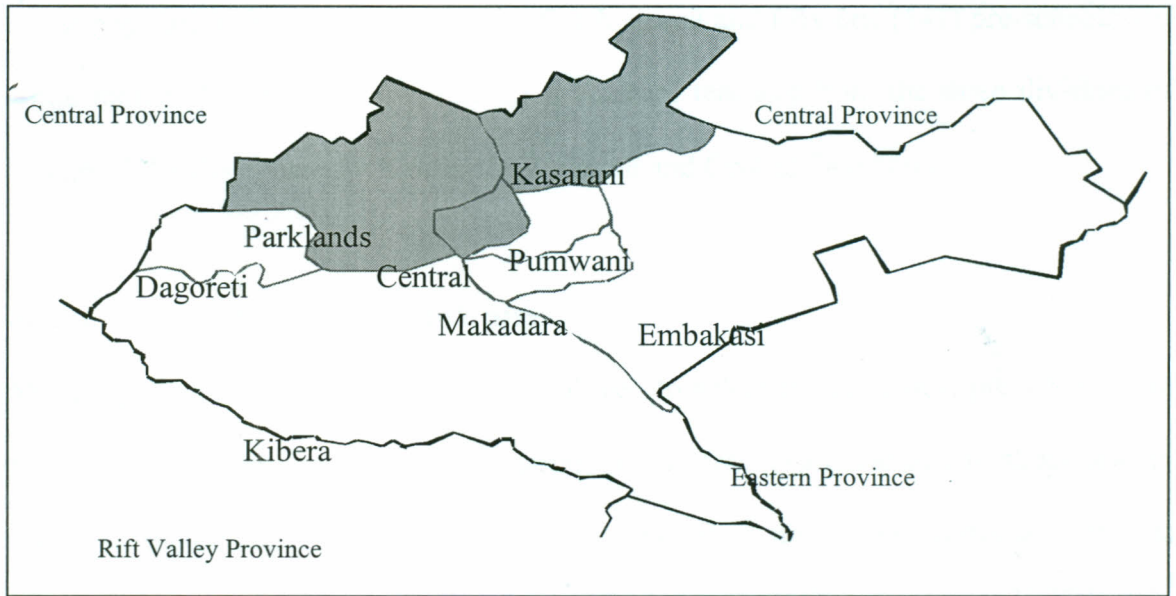 Central Province
Central Province
Kasarani
Parklands
Pumwani
Central
Dagoreti
Makadara
Embakasi
Kibera
Eastern Province
Rift Valley Province